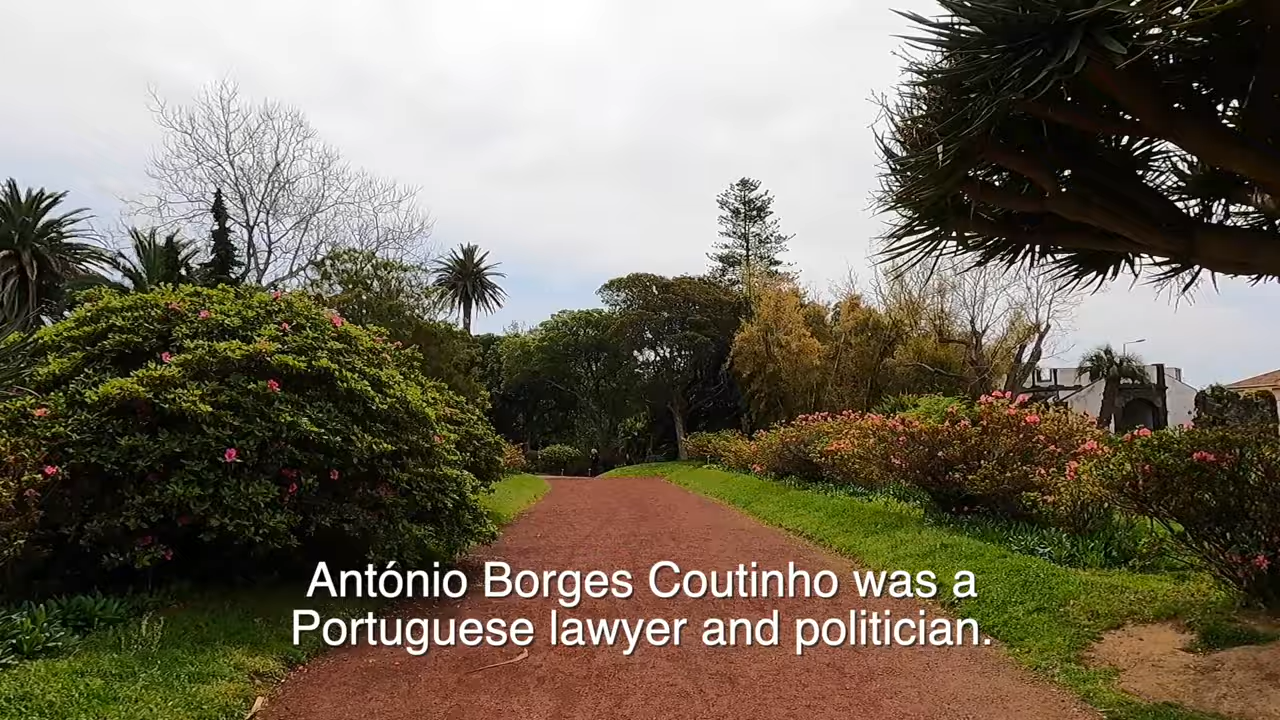 António Borges Coutinho was a
Portuguese lawyer and politician.